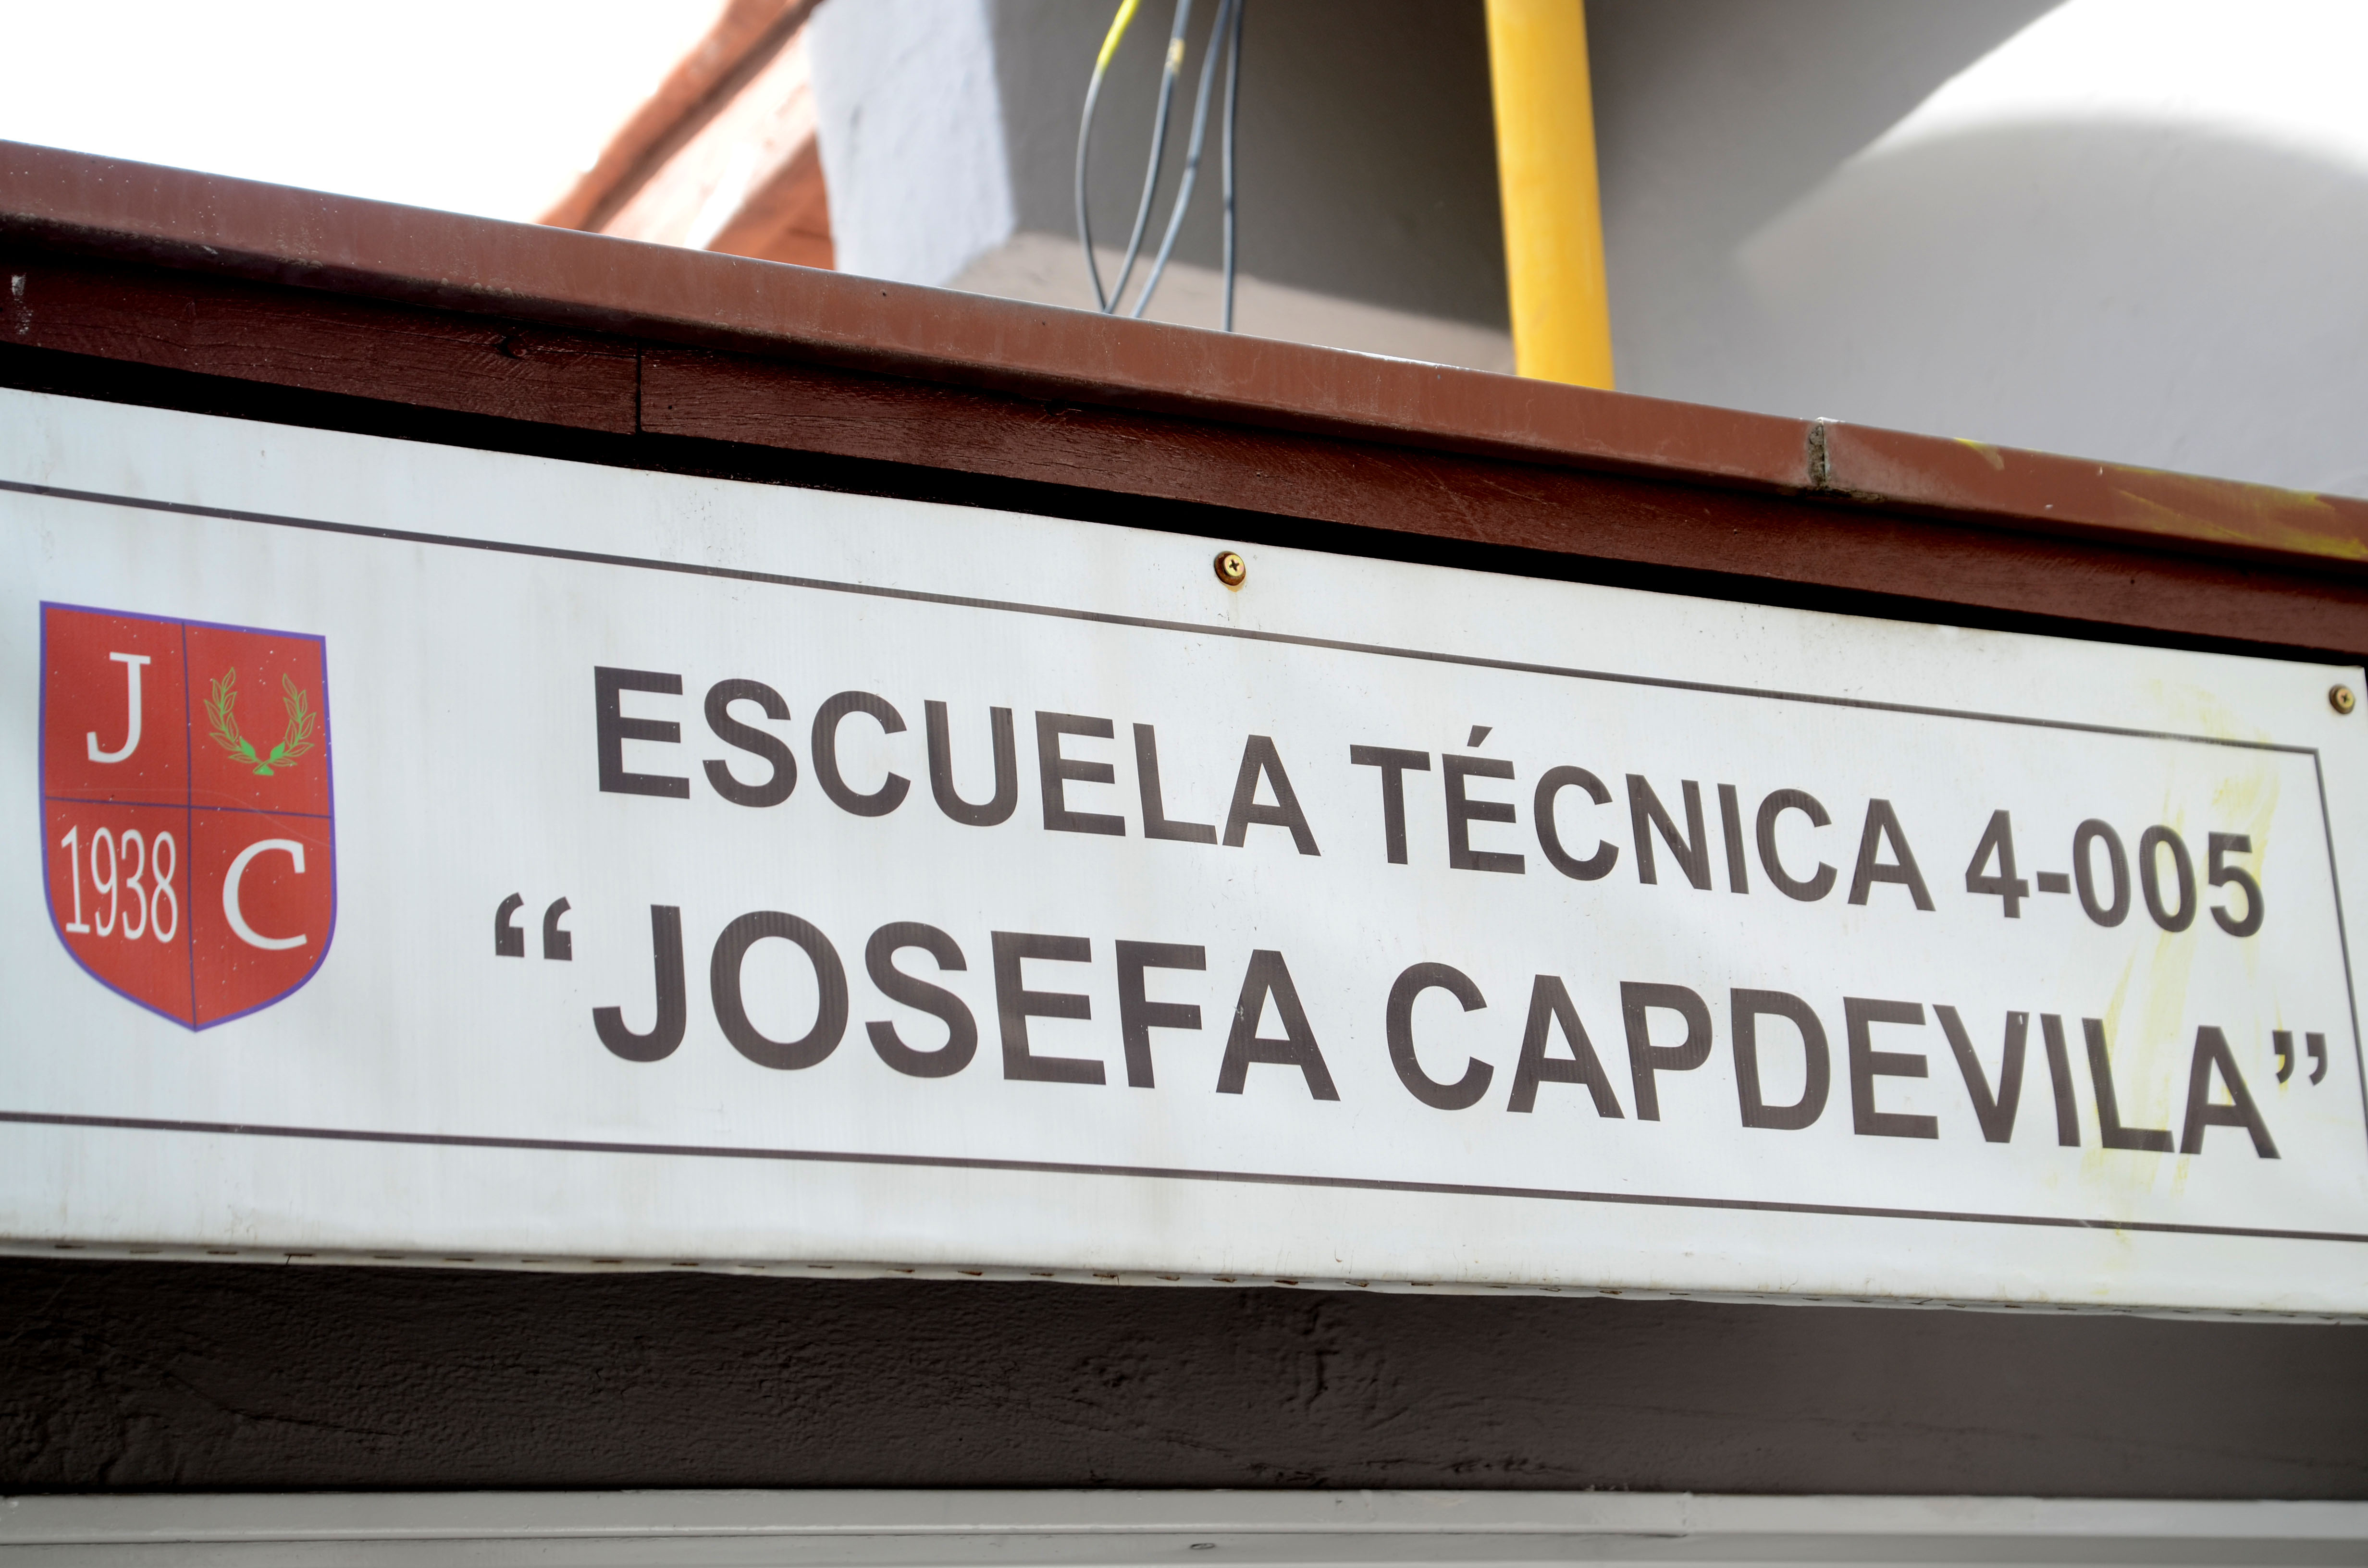 J
1938
C
ESCUELA TÉCNICA 4-005
“JOSEFA CAPDEVILA”